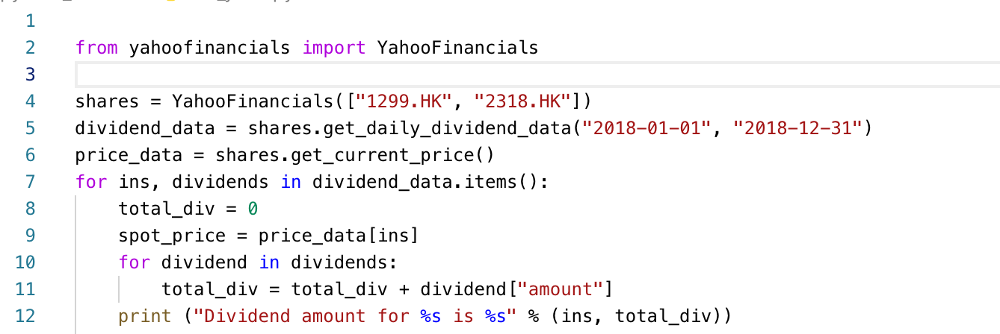 1
2 from yahoofinancials import YahooFinancials
3
4 shares = YahooFinancials(["1299.HK", "2318.HK"])
5 dividend_data = shares.get_daily_dividend_data("2018-01-01", "2018-12-31")
6 price_data = shares.get_current_price()
7 for ins, dividends in dividend_data.items():
8     total_div = 0
9     spot_price = price_data[ins]
10     for dividend in dividends:
11         total_div = total_div + dividend["amount"]
12     print ("Dividend amount for %s is %s" % (ins, total_div))